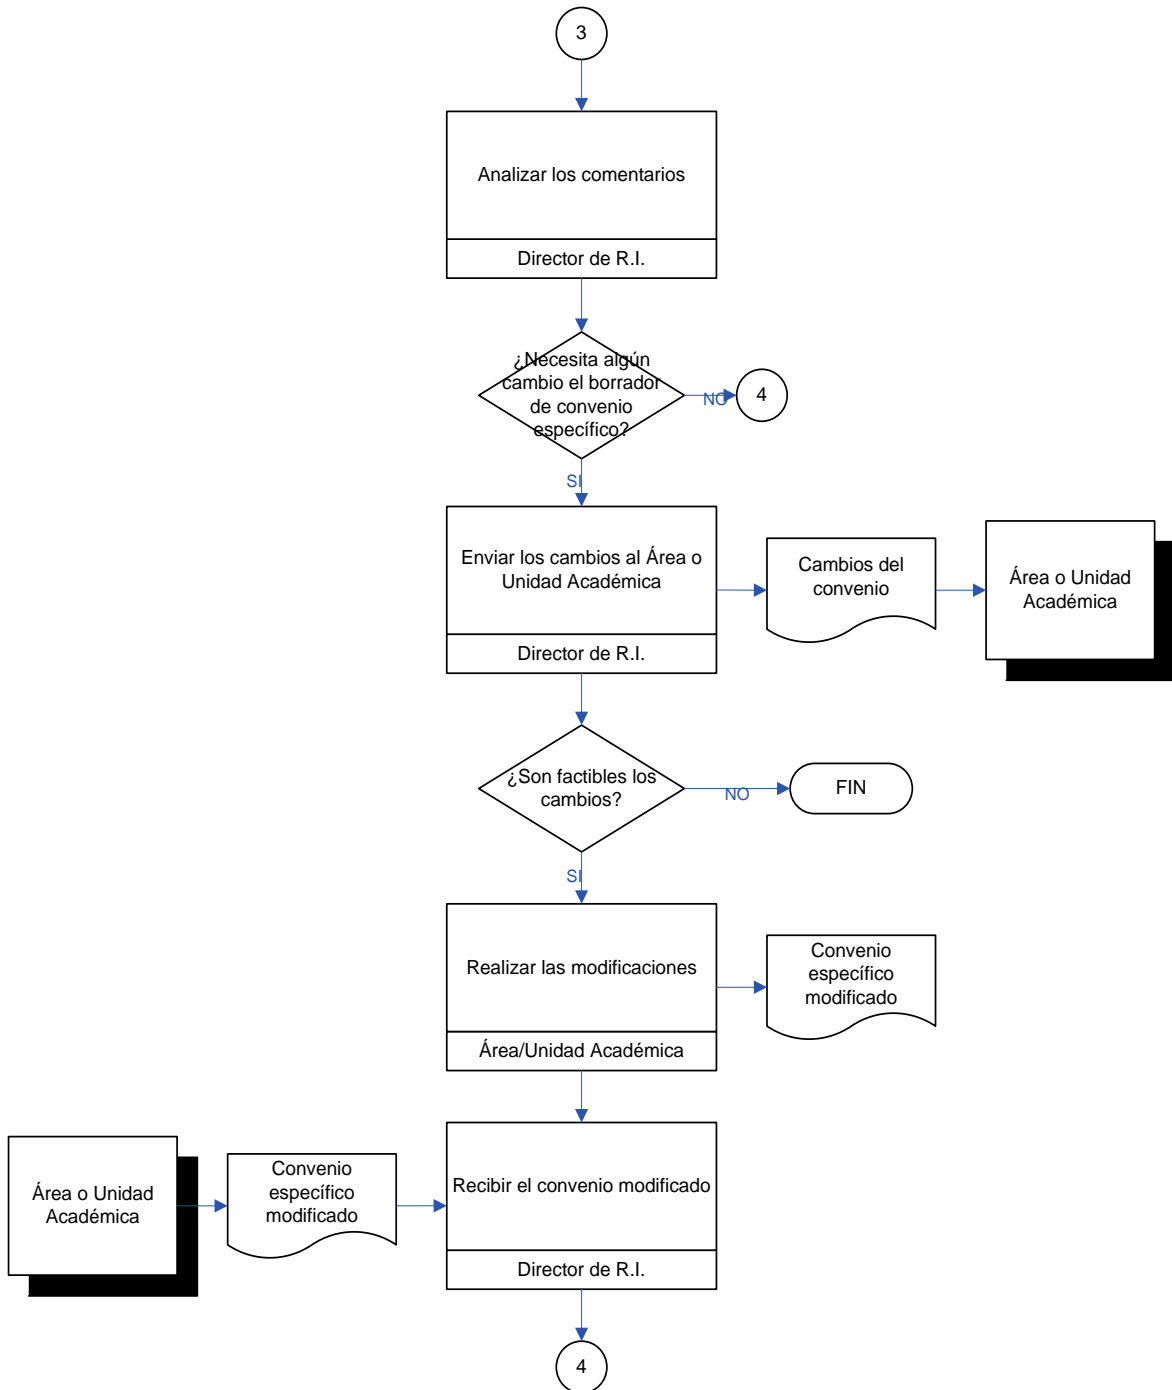 3
Analizar los comentarios
Director de R.I.
¿Necesita algún
cambio el borrador
de convenio
específico?
NO
4
SI
Enviar los cambios al Área o
Unidad Académica
Director de R.I.
Cambios del
convenio
Área o Unidad
Académica
¿Son factibles los
cambios?
NO
FIN
SI
Realizar las modificaciones
Área/Unidad Académica
Convenio
específico
modificado
Área o Unidad
Académica
Convenio
específico
modificado
Recibir el convenio modificado
Director de R.I.
4